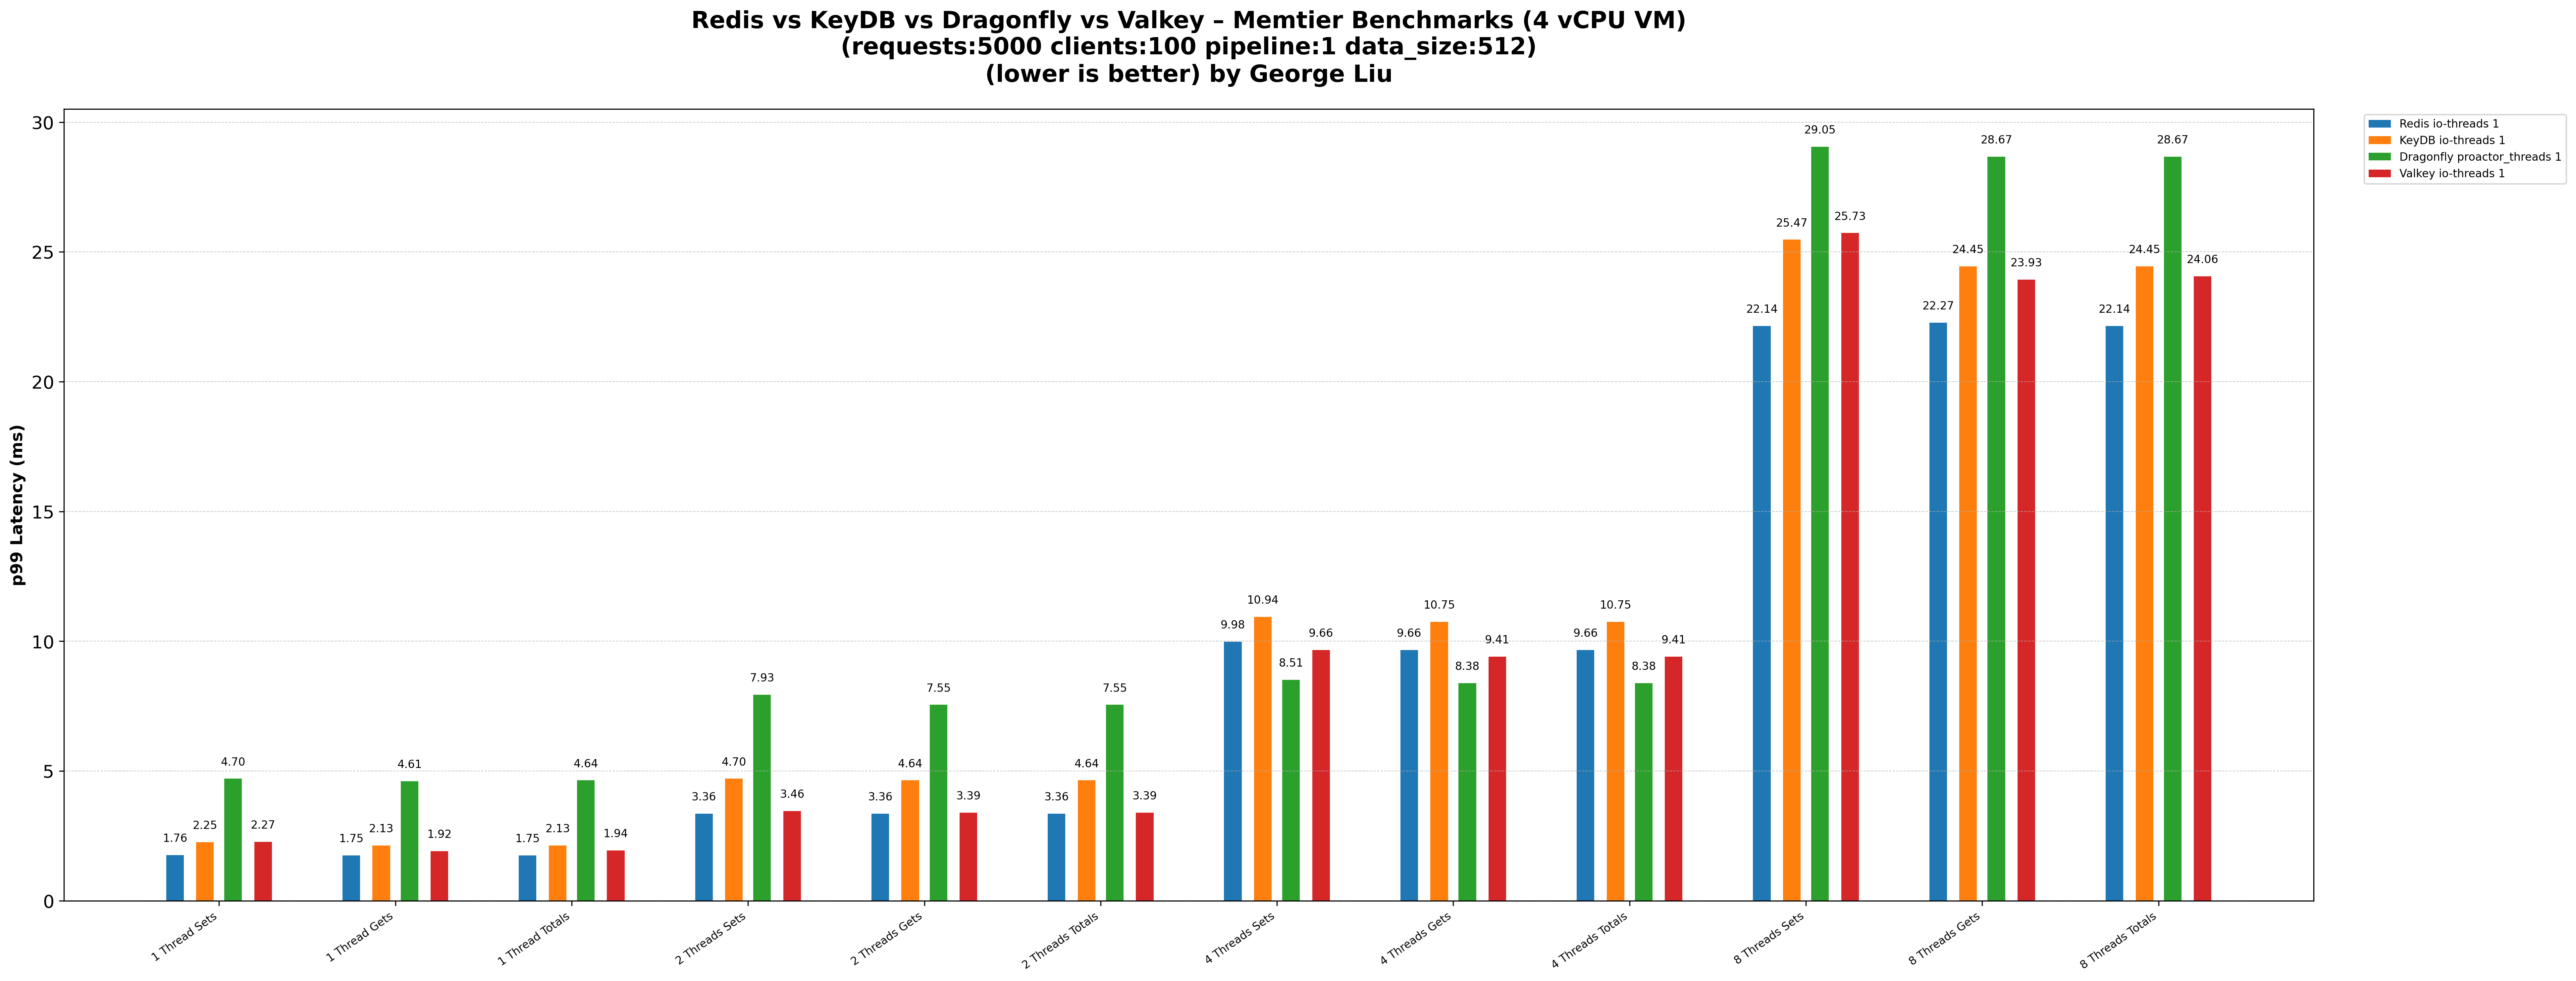 Redis vs KeyDB vs Dragonfly vs Valkey – Memtier Benchmarks (4 vCPU VM)
(requests:5000 clients:100 pipeline:1 data_size:512)
(lower is better) by George Liu
Redis io-threads 1
KeyDB io-threads 1
Dragonfly proactor_threads 1
Valkey io-threads 1
p99 Latency (ms)
30
25
20
15
10
5
0
1.76
2.25
4.70
2.27
1.75
2.13
4.61
1.92
1.75
2.13
4.64
1.94
3.36
4.70
7.93
3.46
3.36
4.64
7.55
3.39
3.36
4.64
7.55
3.39
9.98
10.94
8.51
9.66
9.66
10.75
8.38
9.41
9.66
10.75
8.38
9.41
22.14
25.47
29.05
25.73
22.27
24.45
28.67
23.93
22.14
24.45
28.67
24.06
1 Thread Sets
1 Thread Gets
1 Thread Totals
2 Threads Sets
2 Threads Gets
2 Threads Totals
4 Threads Sets
4 Threads Gets
4 Threads Totals
8 Threads Sets
8 Threads Gets
8 Threads Totals